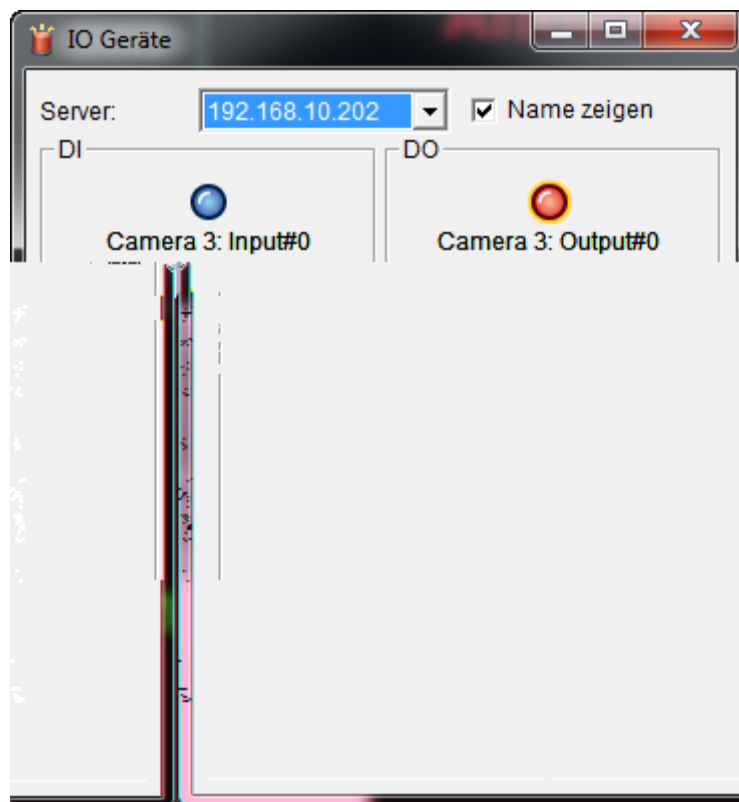 IO Geräte
Server: 192.168.10.202 Name zeigen
DI DO
Camera 3: Input#0 Camera 3: Output#0